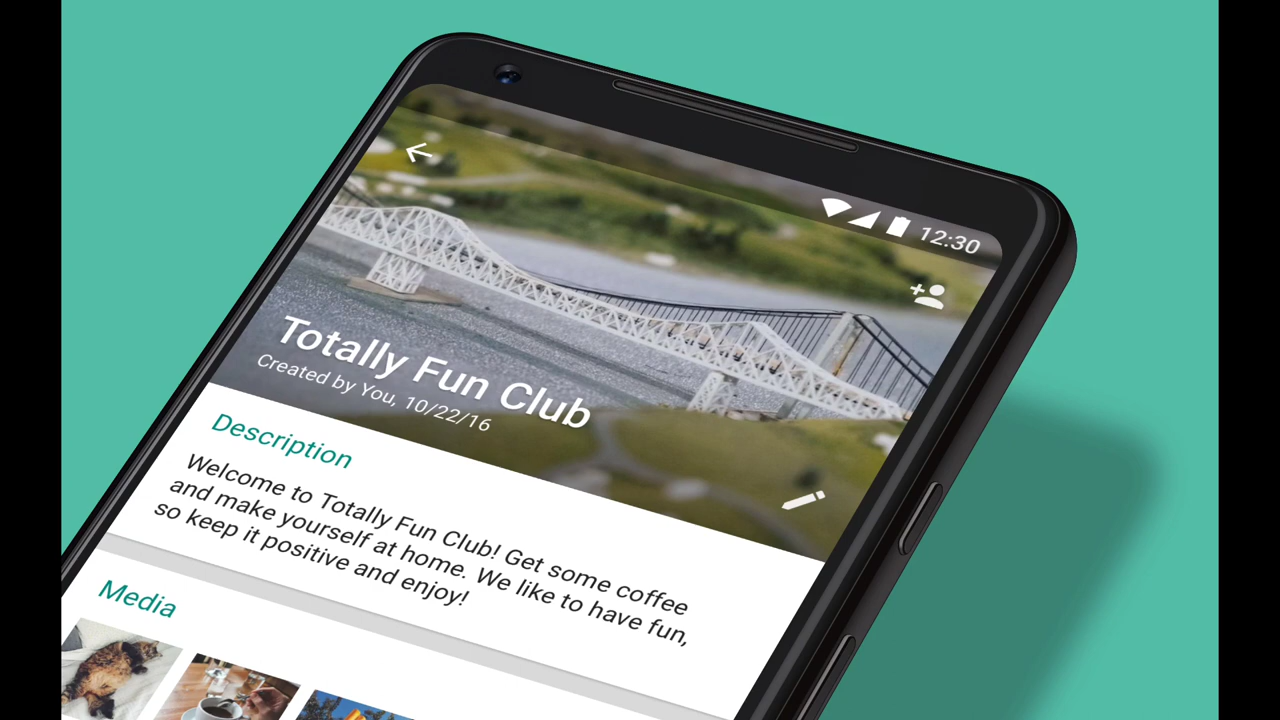 12:30
Totally Fun Club
Created by You, 10/22/16
Description
Welcome to Totally Fun Club! Get some coffee
and make yourself at home. We like to have fun,
so keep it positive and enjoy!
Media